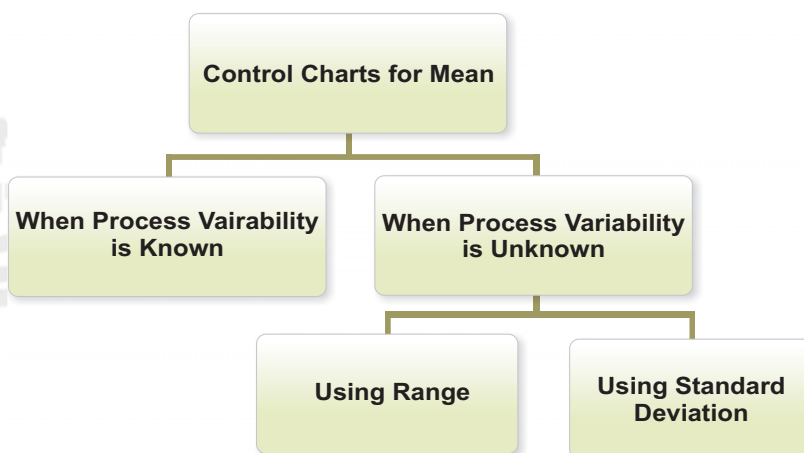 Control Charts for Mean
When Process Vairability
is Known
When Process Variability
is Unknown
Using Range
Using Standard
Deviation